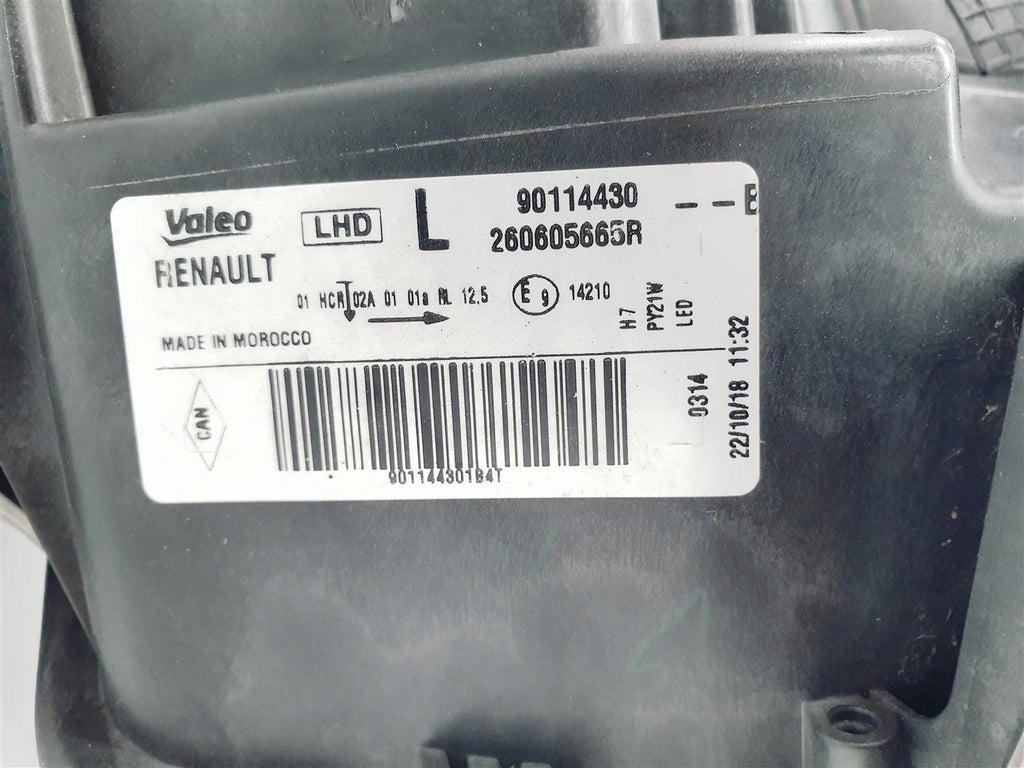 Valeo
LHD
L
90114430
260605665R
RENAULT
01 HCR 02A 01 01a RL 12,5
E 9
14210
MADE IN MOROCCO
CAN
90114430184T
H7
PY21W
LED
0314
22/10/18 11:32